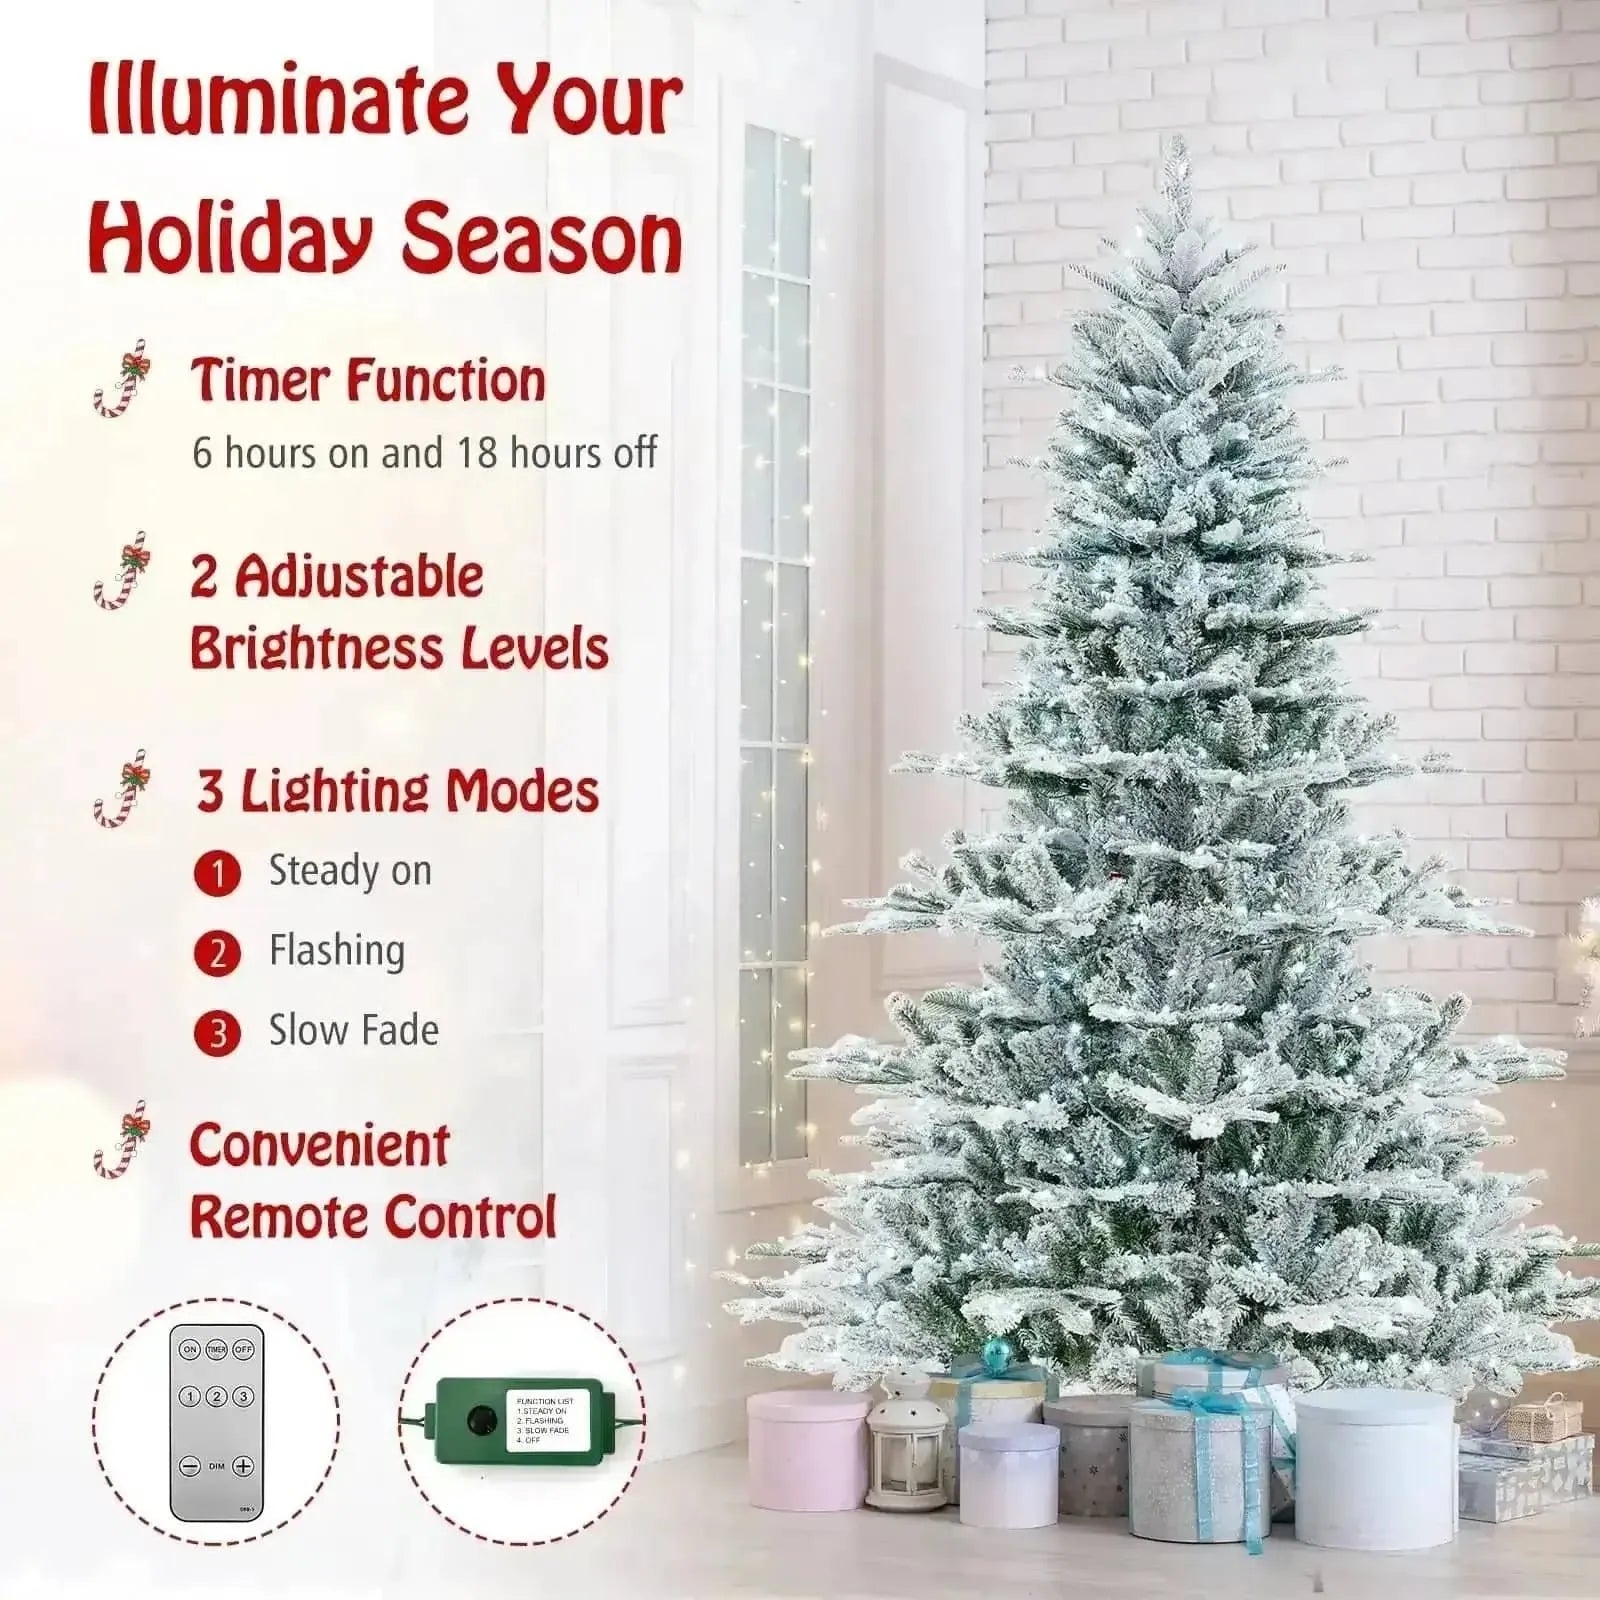 Illuminate Your
Holiday Season
Timer Function
6 hours on and 18 hours off
2 Adjustable
Brightness Levels
3 Lighting Modes
1 Steady on
2 Flashing
3 Slow Fade
Convenient
Remote Control
ON TIMER OFF
1 2 3
− DIM +
FUNCTION LIST
1.STEADY ON
2. FLASHING
3. SLOW FADE
4. OFF